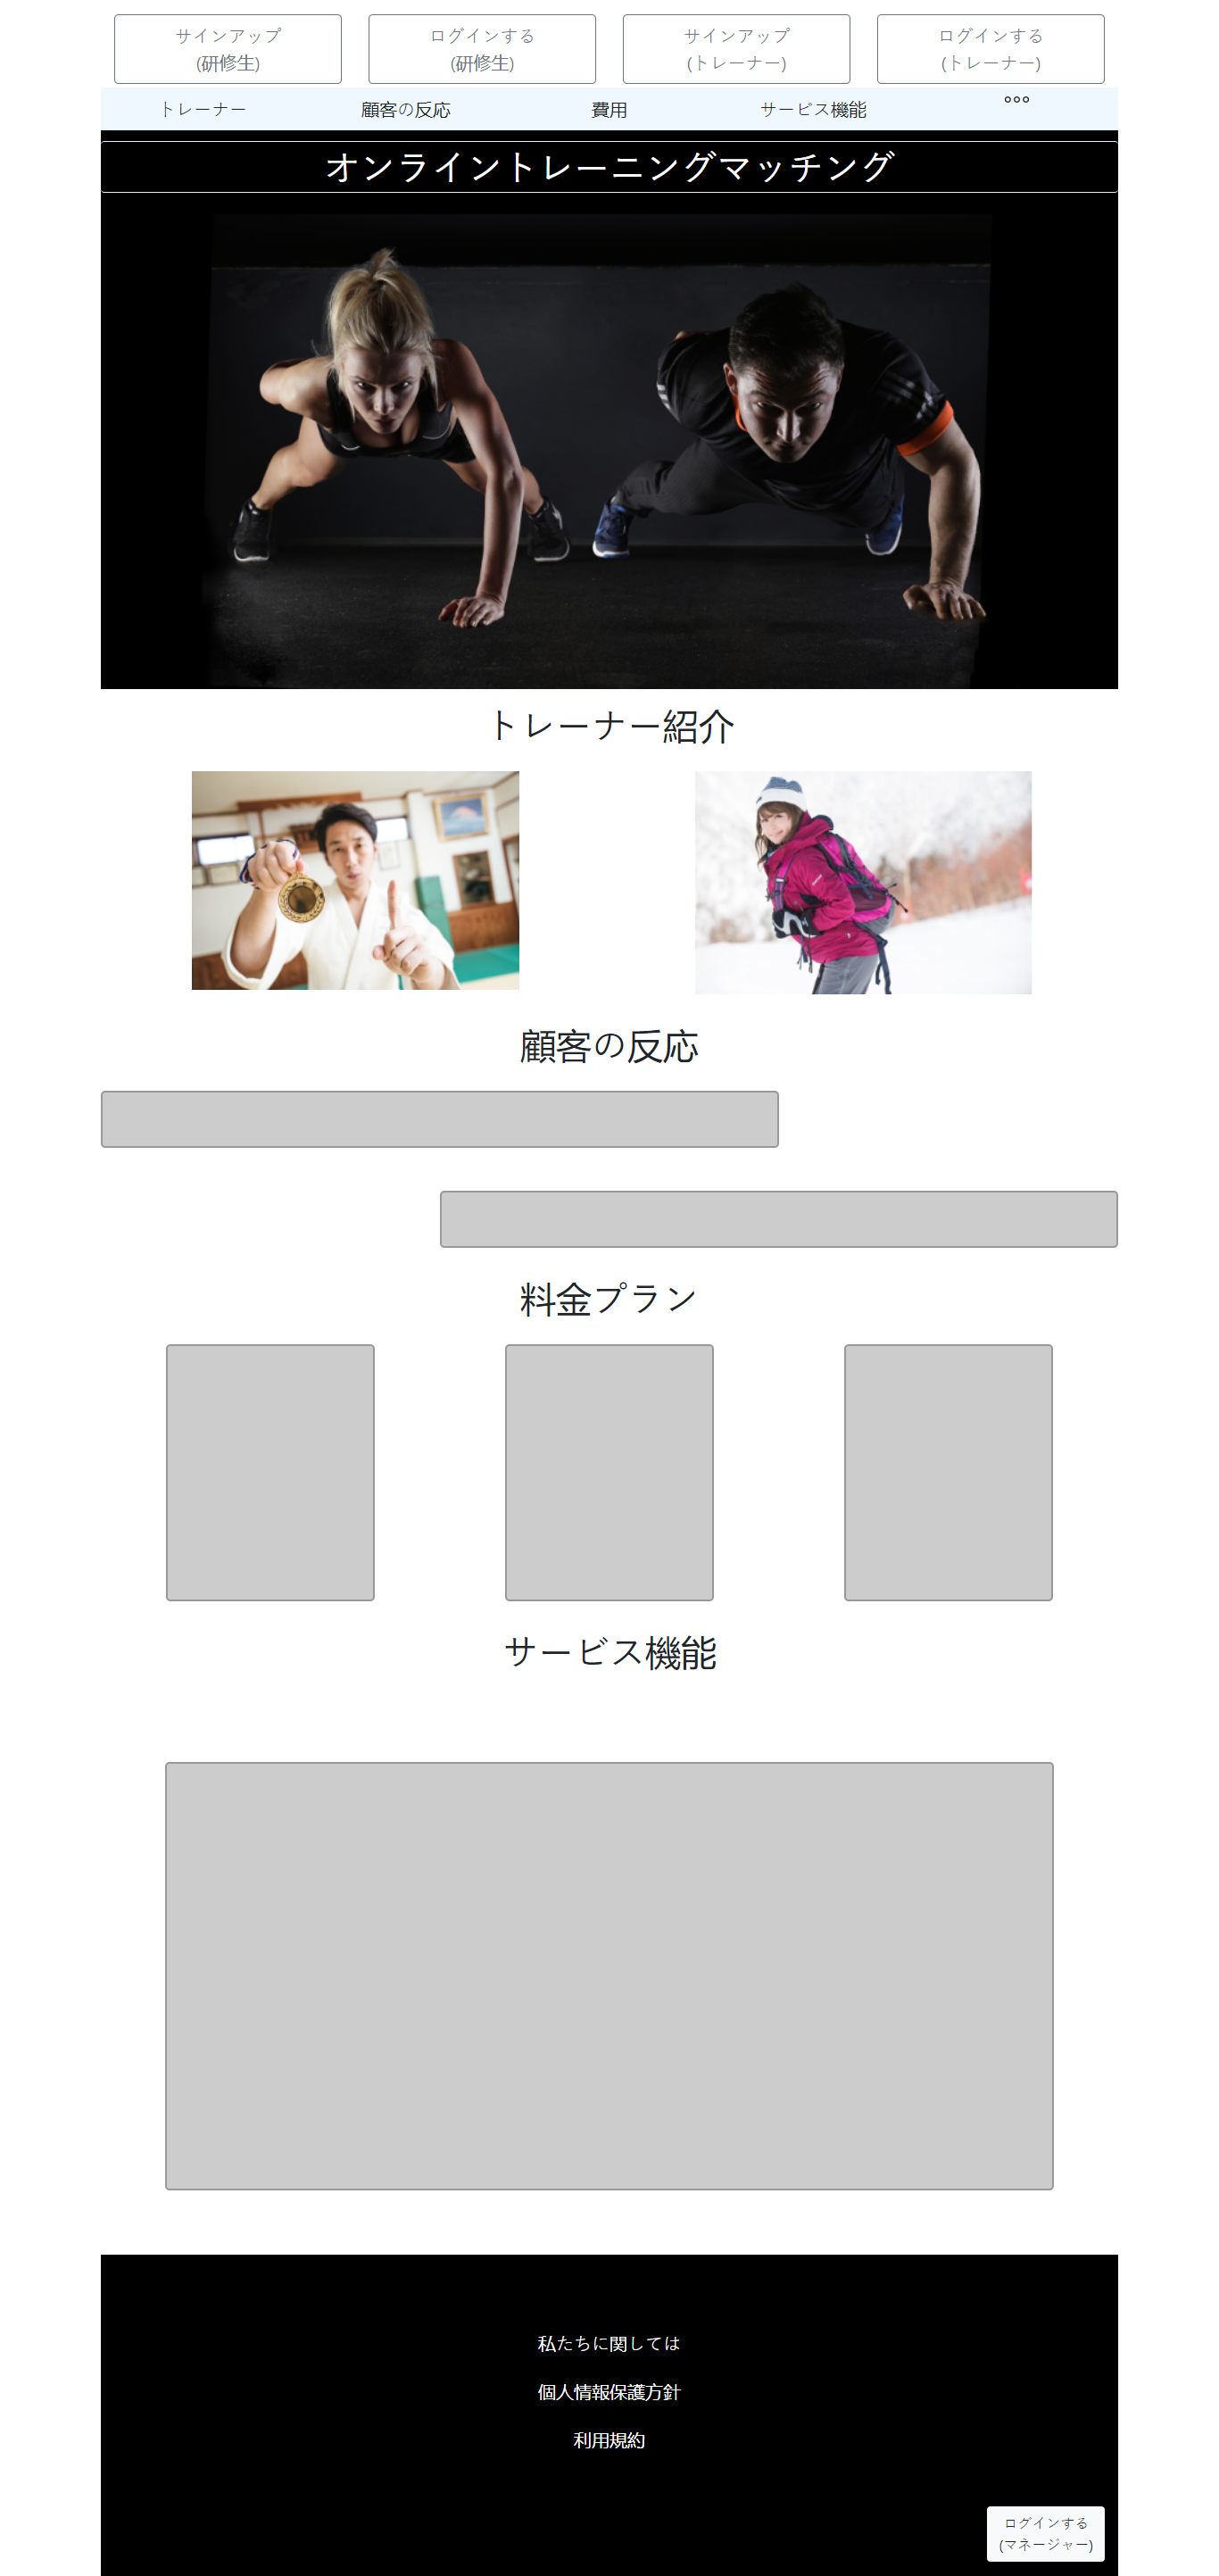 サインアップ
(研修生)
ログインする
(研修生)
サインアップ
(トレーナー)
ログインする
(トレーナー)
トレーナー
顧客の反応
費用
サービス機能
オンライントレーニングマッチング
トレーナー紹介
顧客の反応
料金プラン
サービス機能
私たちに関しては
個人情報保護方針
利用規約
ログインする
(マネージャー)